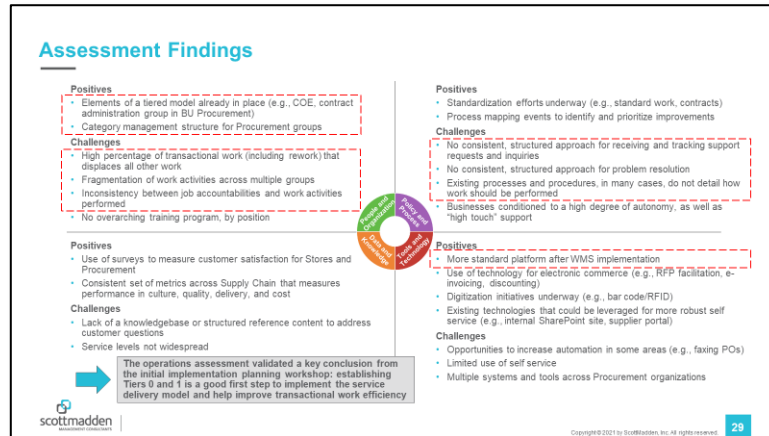 Assessment Findings
Positives
• Elements of a tiered model already in place (e.g., COE, contract
administration group in BU Procurement)
• Category management structure for Procurement groups
Challenges
• High percentage of transactional work (including rework) that
displaces all other work
• Fragmentation of work activities across multiple groups
• Inconsistency between job accountabilities and work activities
performed
• No overarching training program, by position
Positives
• Standardization efforts underway (e.g., standard work, contracts)
• Process mapping events to identify and prioritize improvements
Challenges
• No consistent, structured approach for receiving and tracking support
requests and inquiries
• No consistent, structured approach for problem resolution
• Existing processes and procedures, in many cases, do not detail how
work should be performed
• Businesses conditioned to a high degree of autonomy, as well as
“high touch” support
People and
Organization
Policy and
Process
Data and
Knowledge
Tools and
Technology
Positives
• Use of surveys to measure customer satisfaction for Stores and
Procurement
• Consistent set of metrics across Supply Chain that measures
performance in culture, quality, delivery, and cost
Challenges
• Lack of a knowledgebase or structured reference content to address
customer questions
• Service levels not widespread
Positives
• More standard platform after WMS implementation
• Use of technology for electronic commerce (e.g., RFP facilitation, e-
invoicing, discounting)
• Digitization initiatives underway (e.g., bar code/RFID)
• Existing technologies that could be leveraged for more robust self
service (e.g., internal SharePoint site, supplier portal)
Challenges
• Opportunities to increase automation in some areas (e.g., faxing POs)
• Limited use of self service
• Multiple systems and tools across Procurement organizations
The operations assessment validated a key conclusion from
the initial implementation planning workshop: establishing
Tiers 0 and 1 is a good first step to implement the service
delivery model and help improve transactional work efficiency
scottmadden
MANAGEMENT CONSULTANTS
Copyright © 2021 by ScottMadden, Inc. All rights reserved.
29